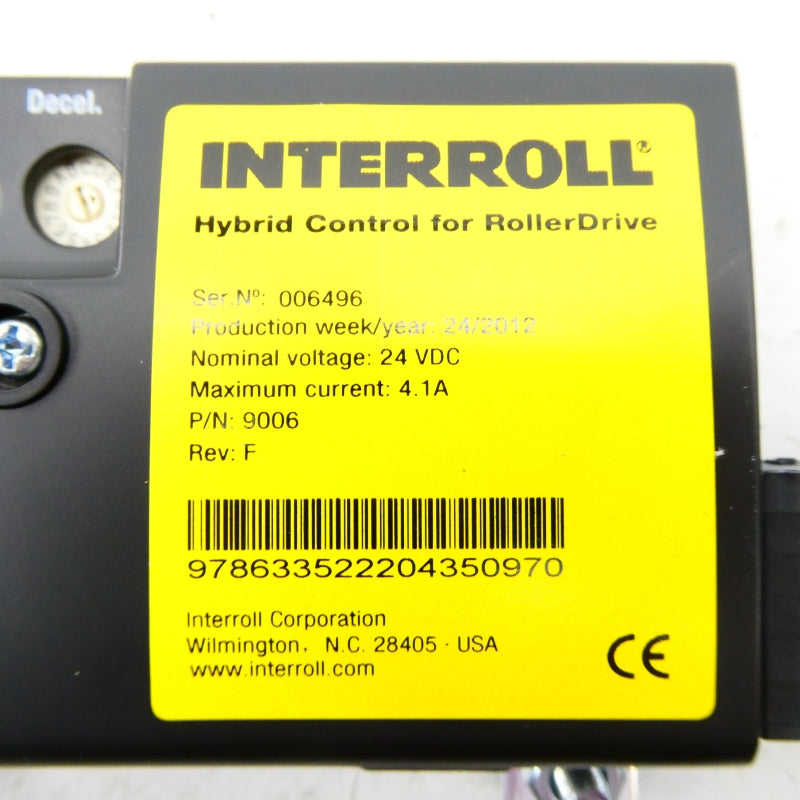 Decel.
INTERROLL®
Hybrid Control for RollerDrive
Ser.Nº: 006496
Production week/year: 24/2012
Nominal voltage: 24 VDC
Maximum current: 4.1A
P/N: 9006
Rev: F
978633522204350970
Interroll Corporation
Wilmington, N.C. 28405 · USA
www.interroll.com
CE